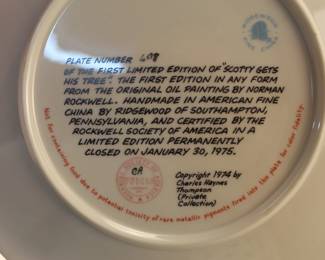 PLATE NUMBER 608
OF THE FIRST LIMITED EDITION OF "SCOTTY GETS
HIS TREE". THE FIRST EDITION IN ANY FORM
FROM THE ORIGINAL OIL PAINTING BY NORMAN
ROCKWELL. HANDMADE IN AMERICAN FINE
CHINA BY RIDGEWOOD OF SOUTHAMPTON,
PENNSYLVANIA, AND CERTIFIED BY THE
ROCKWELL SOCIETY OF AMERICA IN A
LIMITED EDITION PERMANENTLY
CLOSED ON JANUARY 30, 1975.
CA
Copyright 1974 by
Charles Haynes
Thompson
(Private
Collection)
Not for containing food due to potential toxicity of rare metallic pigments fired into the plate for color fidelity.